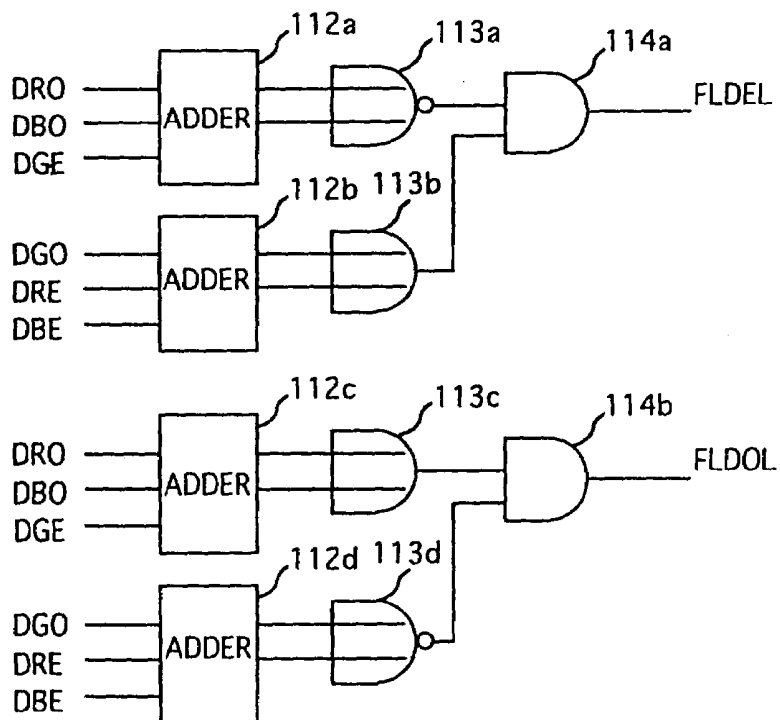 112a
113a
114a
DRO
DBO
DGE
ADDER
FLDEL
112b
113b
DGO
DRE
DBE
ADDER
112c
113c
114b
DRO
DBO
DGE
ADDER
FLDOL
112d
113d
DGO
DRE
DBE
ADDER